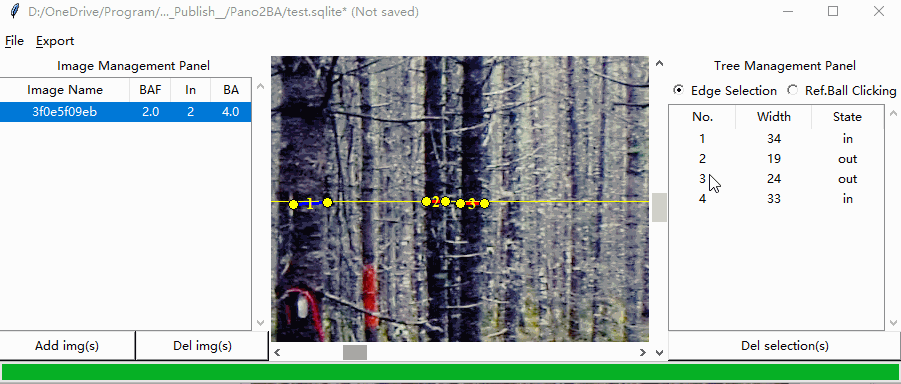 D:/OneDrive/Program/..._Publish__/Pano2BA/test.sqlite* (Not saved)
File Export
Image Management Panel
Image Name BAF In BA
3f0e5f09eb 2.0 2 4.0
Add img(s) Del img(s)
1 2 3
Tree Management Panel
Edge Selection Ref.Ball Clicking
No. Width State
1 34 in
2 19 out
3 24 out
4 33 in
Del selection(s)